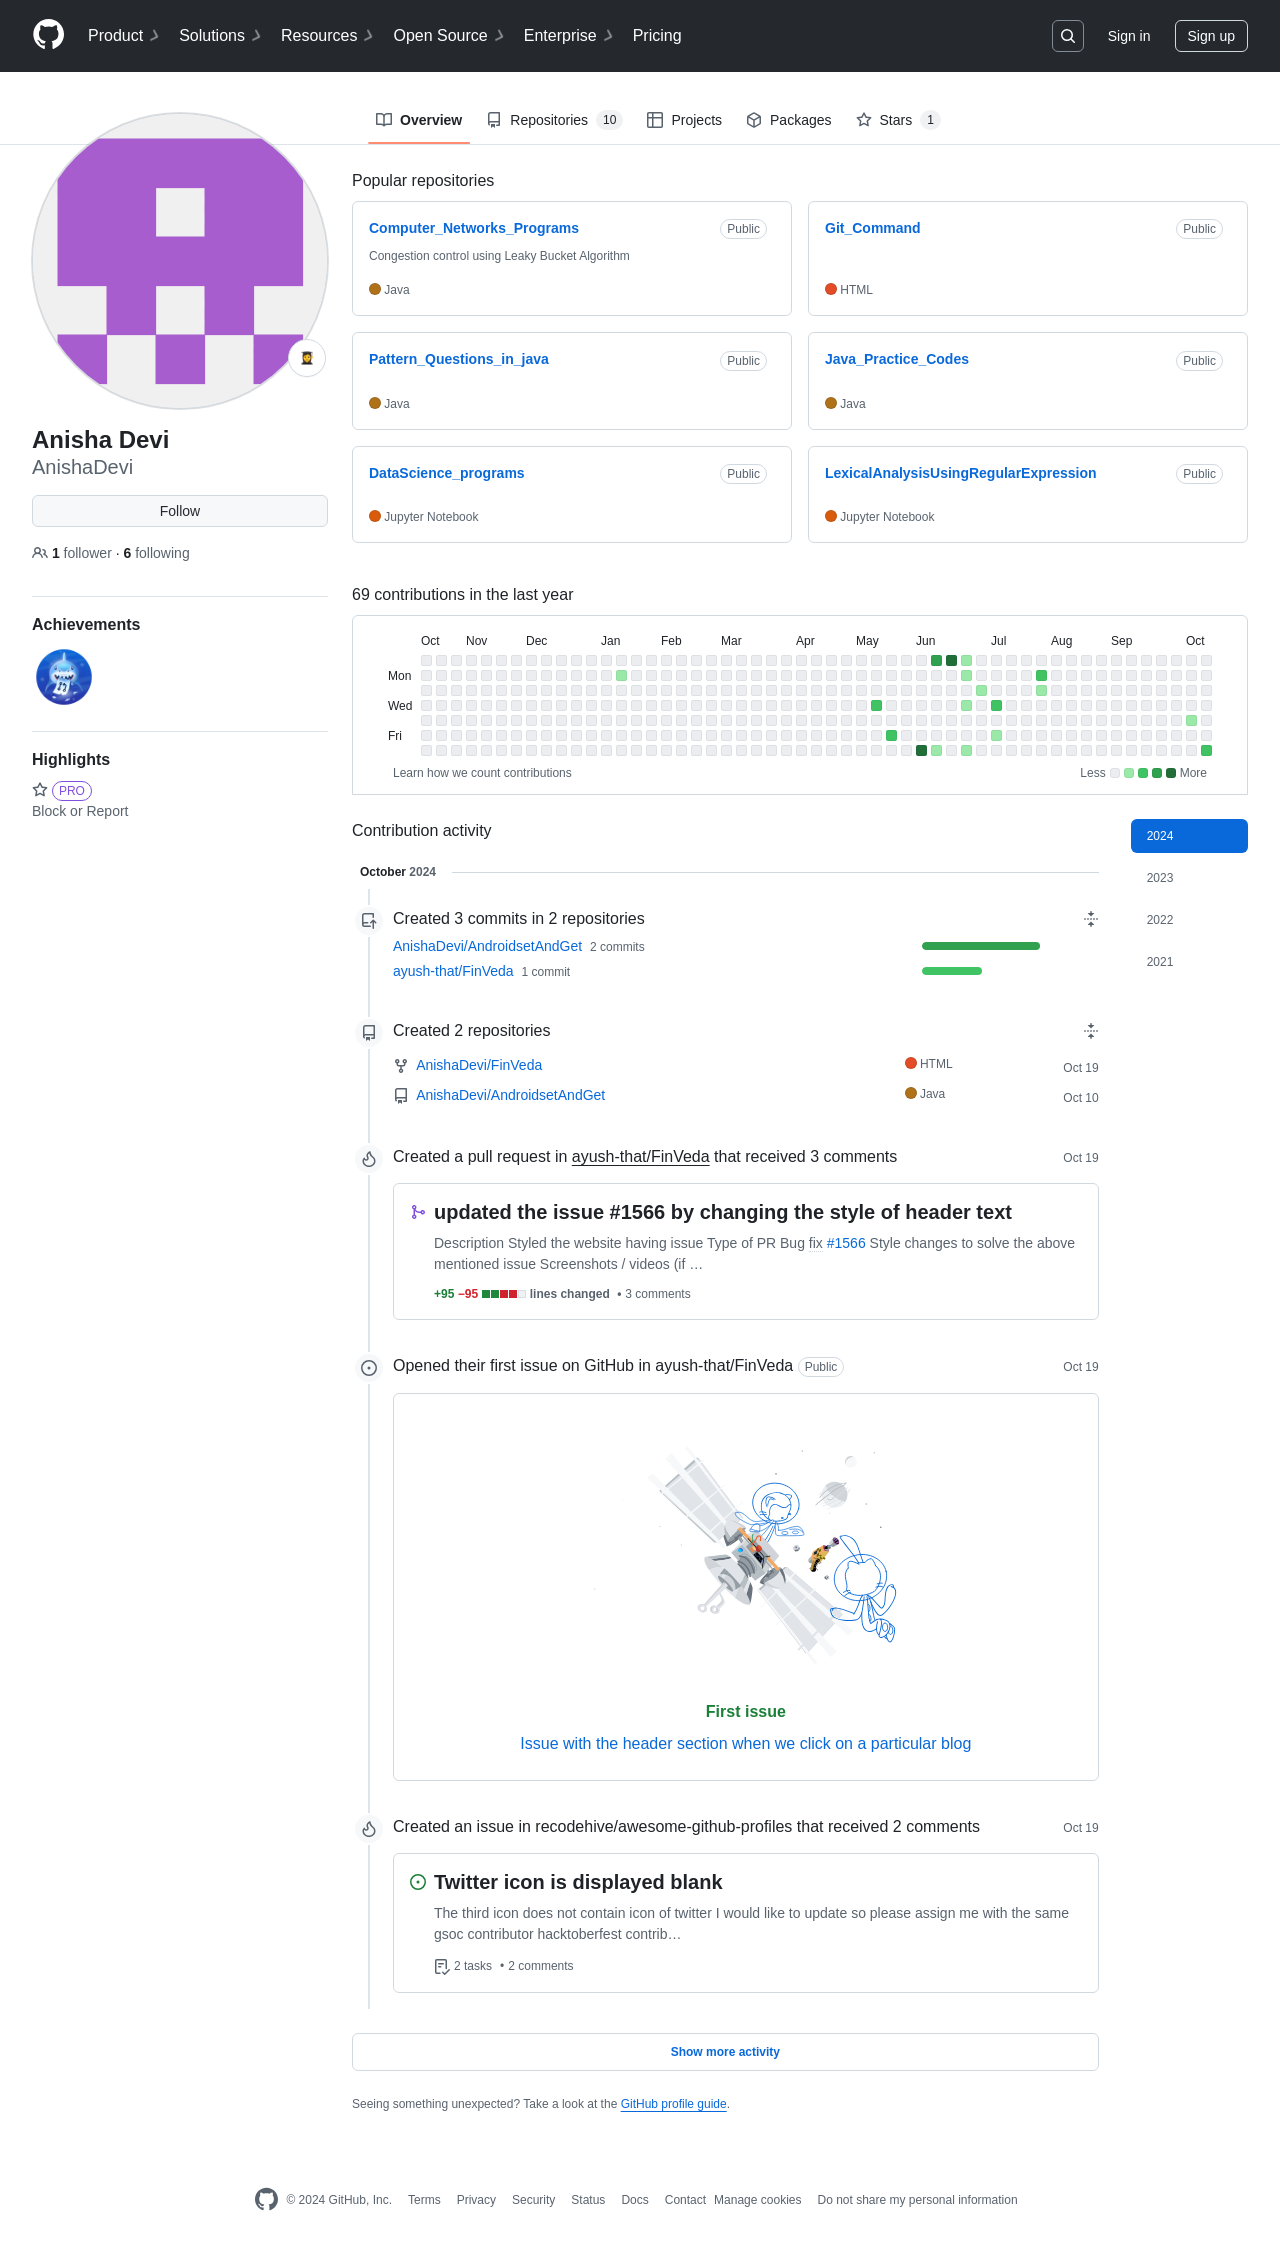 Product Solutions Resources Open Source Enterprise Pricing Sign in Sign up
Overview Repositories 10 Projects Packages Stars 1
Anisha Devi
AnishaDevi
Follow
1 follower · 6 following
Achievements
Highlights
PRO
Block or Report
Popular repositories
Computer_Networks_Programs Public
Congestion control using Leaky Bucket Algorithm
Java
Git_Command Public
HTML
Pattern_Questions_in_java Public
Java
Java_Practice_Codes Public
Java
DataScience_programs Public
Jupyter Notebook
LexicalAnalysisUsingRegularExpression Public
Jupyter Notebook
69 contributions in the last year
Oct Nov Dec Jan Feb Mar Apr May Jun Jul Aug Sep Oct
Mon
Wed
Fri
Learn how we count contributions Less More
Contribution activity
2024
2023
2022
2021
October 2024
Created 3 commits in 2 repositories
AnishaDevi/AndroidsetAndGet 2 commits
ayush-that/FinVeda 1 commit
Created 2 repositories
AnishaDevi/FinVeda HTML Oct 19
AnishaDevi/AndroidsetAndGet Java Oct 10
Created a pull request in ayush-that/FinVeda that received 3 comments Oct 19
updated the issue #1566 by changing the style of header text
Description Styled the website having issue Type of PR Bug fix #1566 Style changes to solve the above
mentioned issue Screenshots / videos (if …
+95 −95 lines changed • 3 comments
Opened their first issue on GitHub in ayush-that/FinVeda Public Oct 19
First issue
Issue with the header section when we click on a particular blog
Created an issue in recodehive/awesome-github-profiles that received 2 comments Oct 19
Twitter icon is displayed blank
The third icon does not contain icon of twitter I would like to update so please assign me with the same
gsoc contributor hacktoberfest contrib…
2 tasks • 2 comments
Show more activity
Seeing something unexpected? Take a look at the GitHub profile guide.
© 2024 GitHub, Inc. Terms Privacy Security Status Docs Contact Manage cookies Do not share my personal information